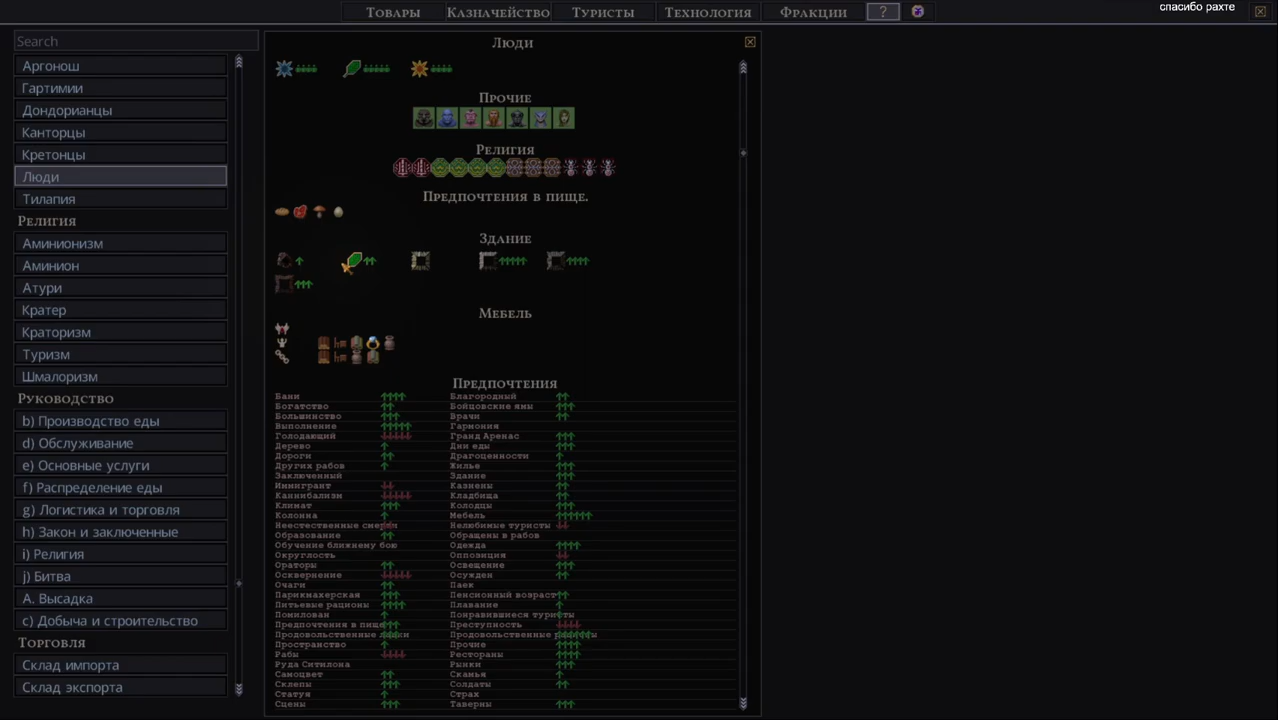 Товары Казначейство Туристы Технология Фракции ? спасибо рахте
Search
Аргонош
Гартимии
Дондорианцы
Канторцы
Кретонцы
Люди
Тилапия
Религия
Аминионизм
Аминион
Атури
Кратер
Краторизм
Туризм
Шмалоризм
Руководство
b) Производство еды
d) Обслуживание
e) Основные услуги
f) Распределение еды
g) Логистика и торговля
h) Закон и заключенные
i) Религия
j) Битва
A. Высадка
c) Добыча и строительство
Торговля
Склад импорта
Склад экспорта
Люди
Прочие
Религия
Предпочтения в пище.
Здание
Мебель
Предпочтения
Бани Благородный
Богатство Бойцовские ямы
Большинство Врачи
Выполнение Гармония
Голодающий Гранд Аренас
Дерево Дни еды
Дороги Драгоценности
Других рабов Жилье
Заключенный Здание
Иммигрант Казнены
Каннибализм Кладбища
Климат Колодцы
Колонна Мебель
Неестественные смерти Нелюбимые туристы
Образование Обращены в рабов
Обучение ближнему бою Одежда
Округлость Оппозиция
Ораторы Освещение
Осквернение Осужден
Очаги Паек
Парикмахерская Пенсионный возраст
Питьевые рационы Плавание
Помилован Понравившиеся туристы
Предпочтения в пище Преступность
Продовольственные Продовольственные
Пространство Прочие
Рабы Рестораны
Руда Ситилона Рынки
Самоцвет Скамья
Склепы Солдаты
Статуя Страх
Сцены Таверны